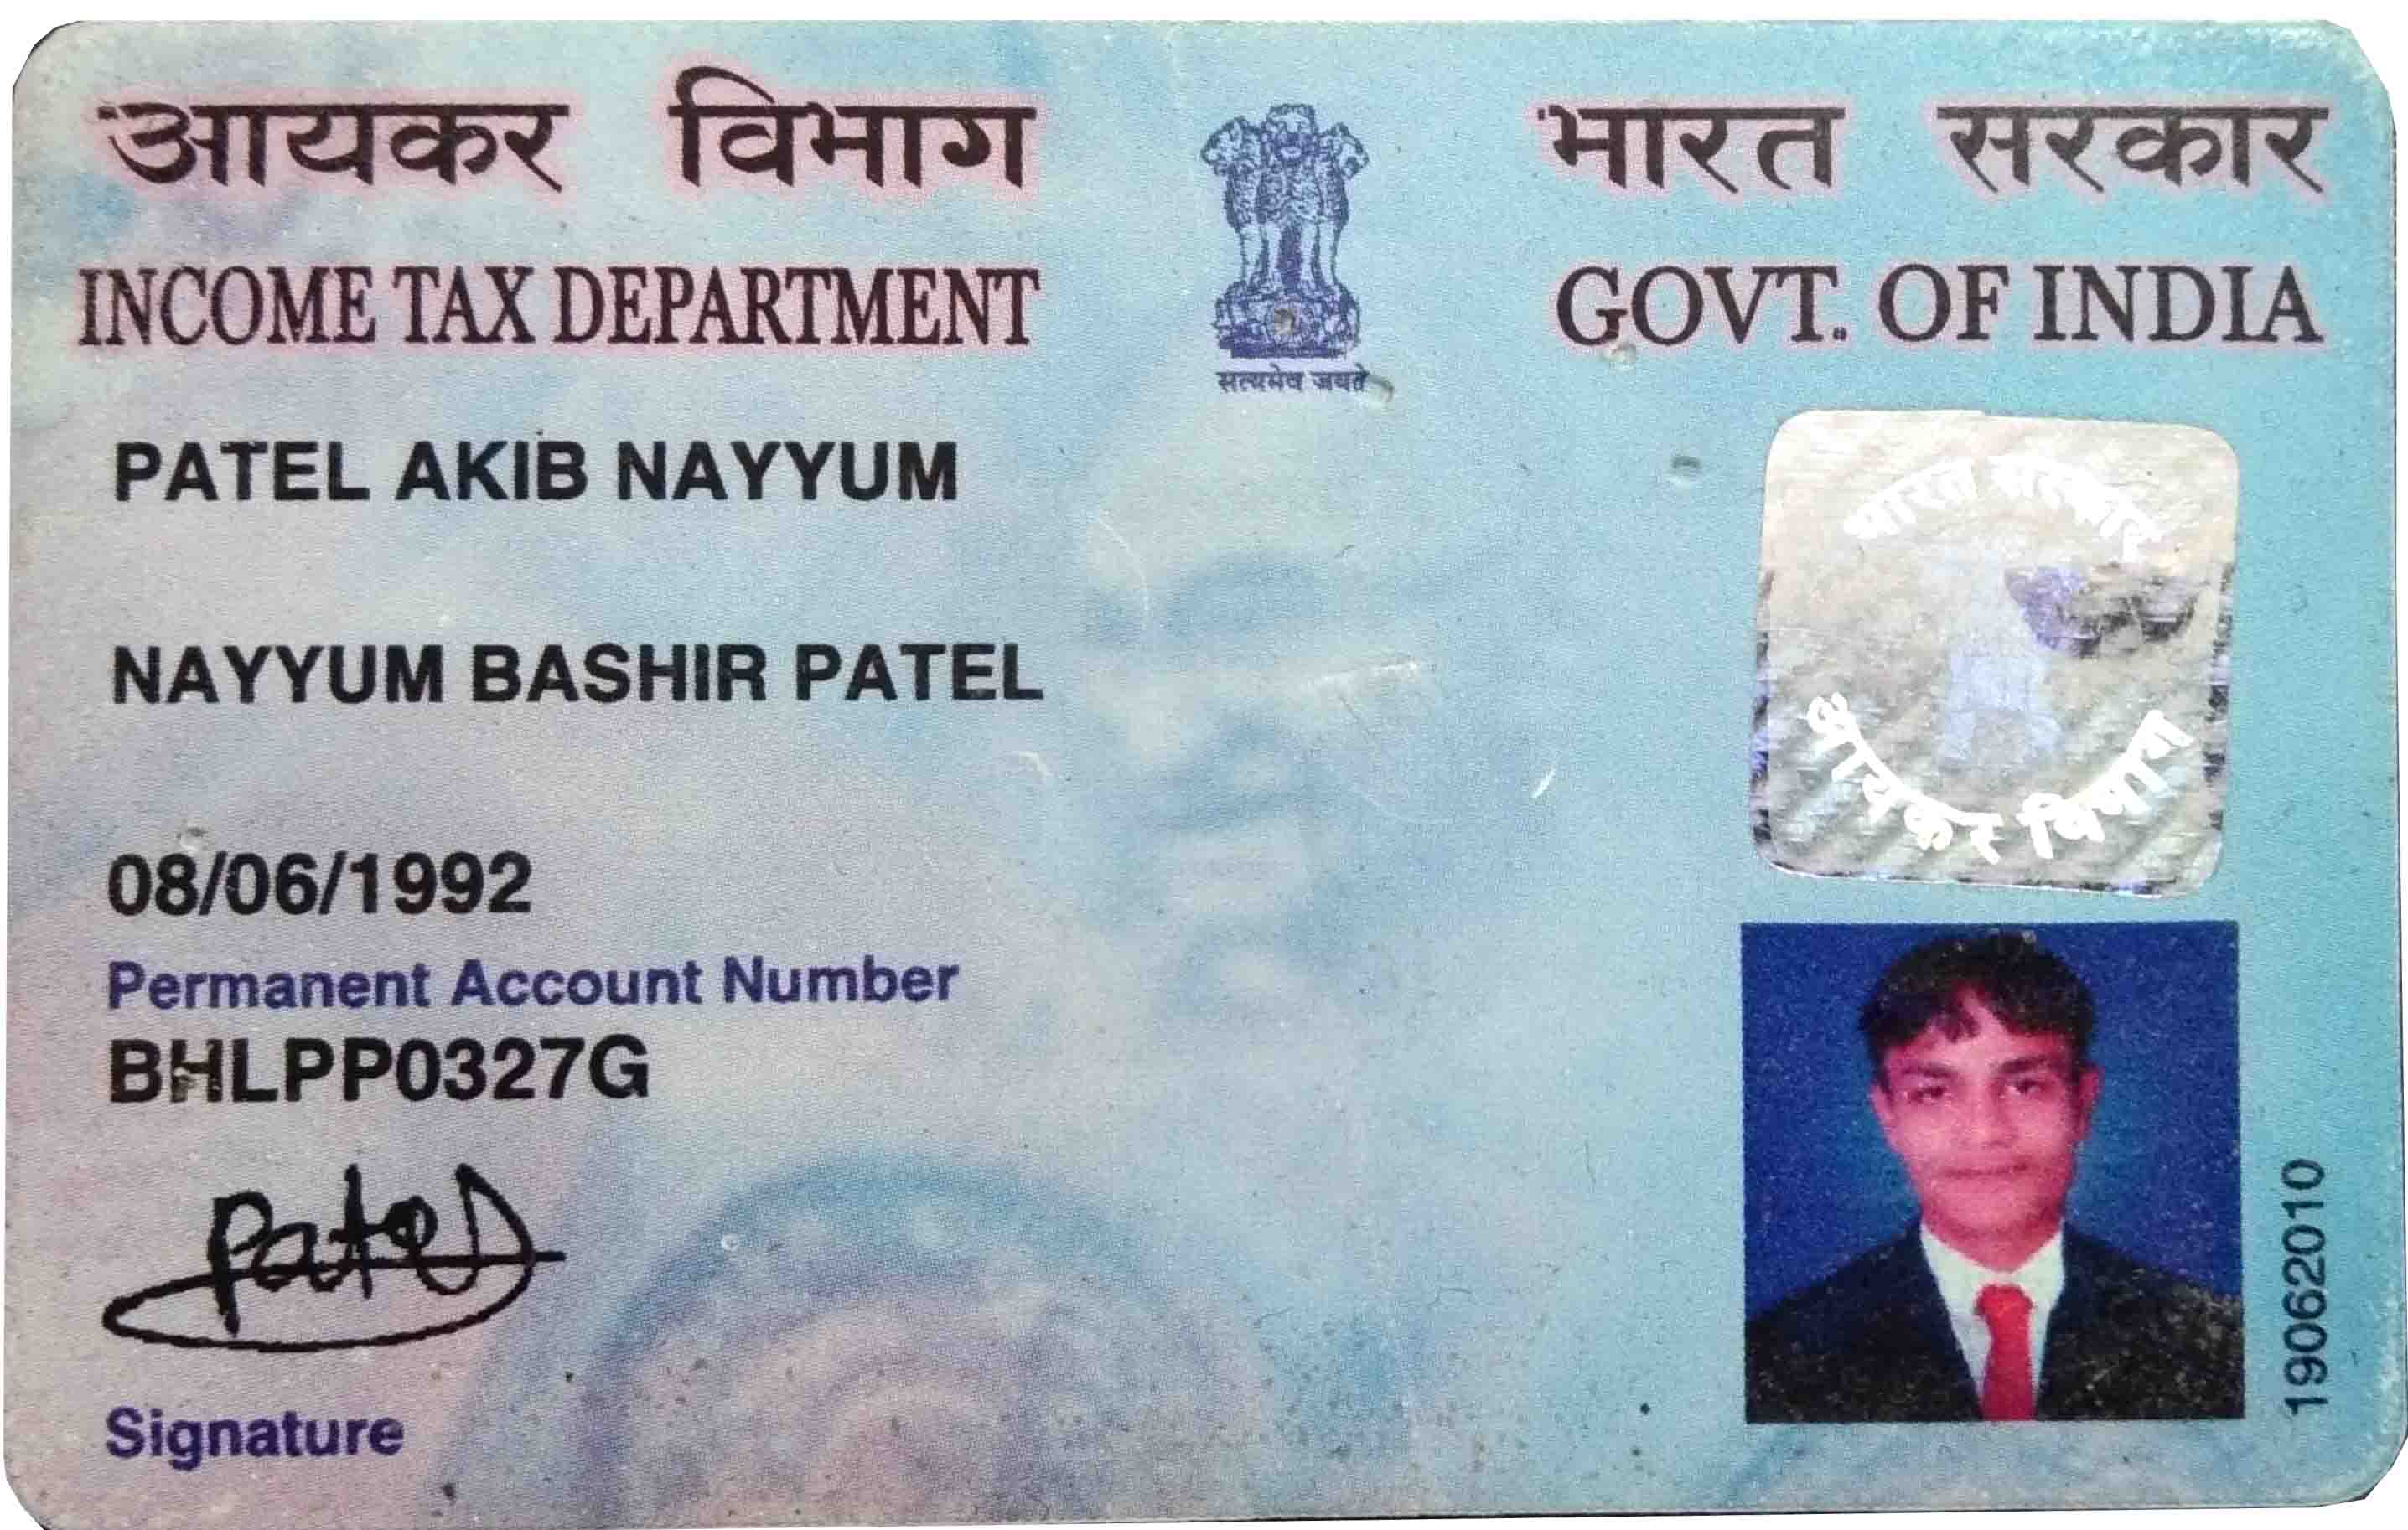 आयकर विभाग
INCOME TAX DEPARTMENT
सत्यमेव जयते
भारत सरकार
GOVT. OF INDIA
PATEL AKIB NAYYUM
NAYYUM BASHIR PATEL
08/06/1992
Permanent Account Number
BHLPP0327G
Patel
Signature
भारत सरकार
आयकर विभाग
19062010